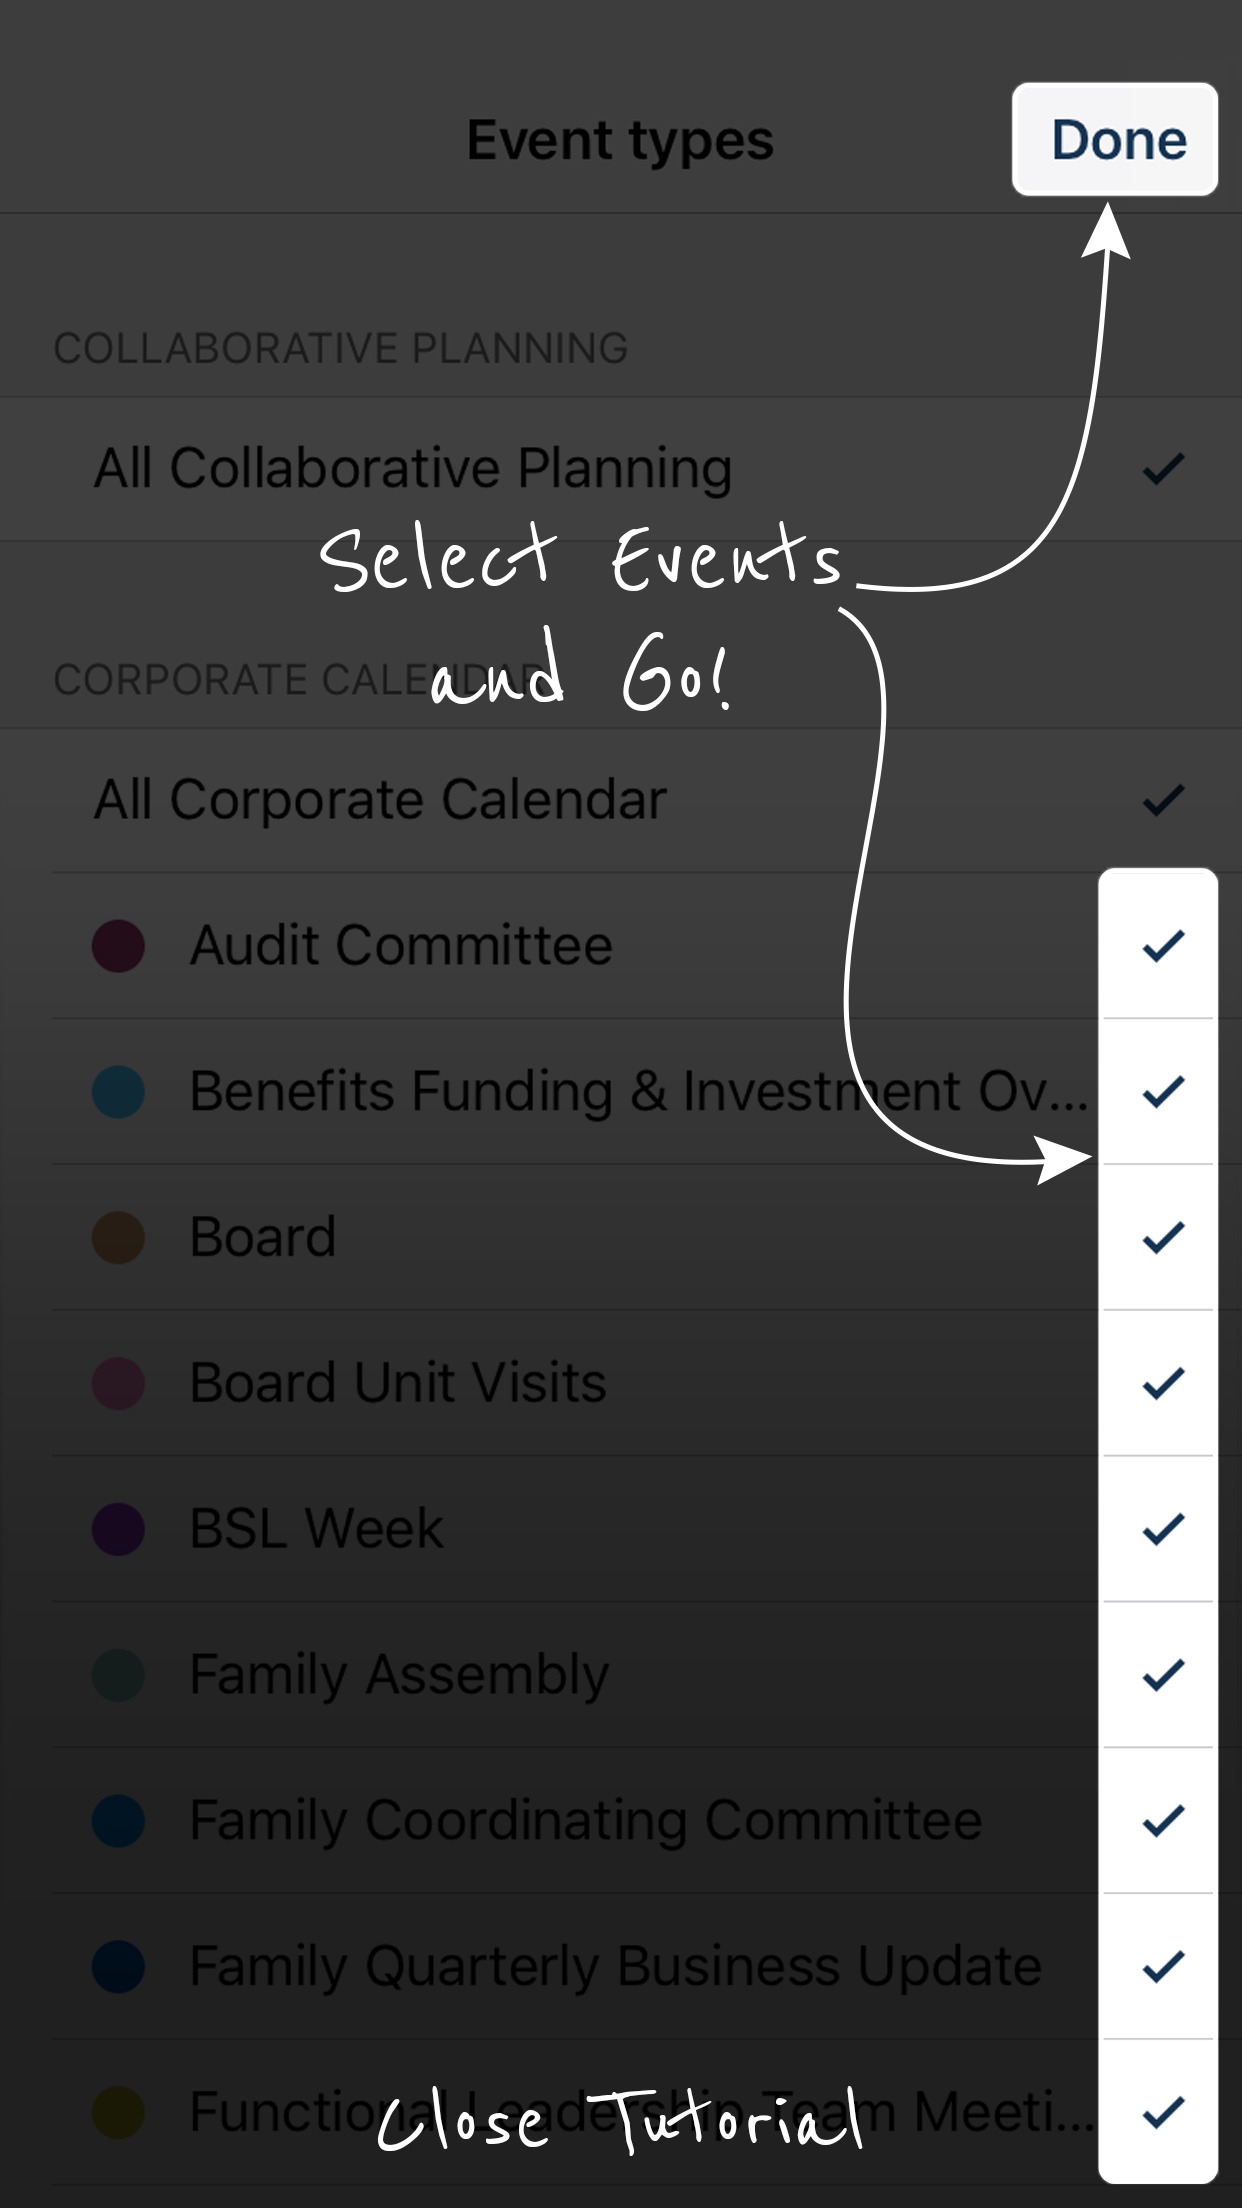 Event types
Done
COLLABORATIVE PLANNING
All Collaborative Planning
Select Events
and Go!
CORPORATE CALENDAR
All Corporate Calendar
Audit Committee
Benefits Funding & Investment Ov...
Board
Board Unit Visits
BSL Week
Family Assembly
Family Coordinating Committee
Family Quarterly Business Update
Functional Leadership Team Meeti...
Close Tutorial